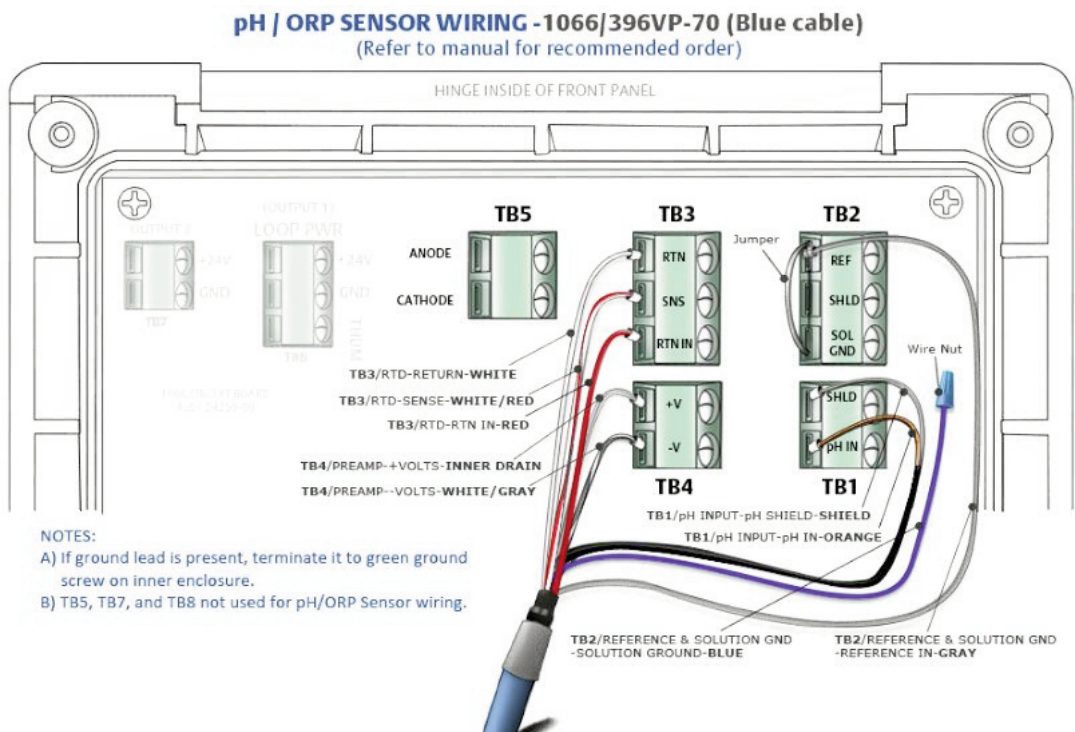 pH / ORP SENSOR WIRING -1066/396VP-70 (Blue cable)
(Refer to manual for recommended order)
HINGE INSIDE OF FRONT PANEL
OUTPUT 2
+24V
GND
TB7
(OUTPUT 1)
LOOP PWR
+24V
GND
THUM
TB8
TB5
ANODE
CATHODE
TB3
RTN
SNS
RTN IN
TB2
Jumper
REF
SHLD
SOL
GND
Wire Nut
TB3/RTD-RETURN-WHITE
TB3/RTD-SENSE-WHITE/RED
TB3/RTD-RTN IN-RED
+V
-V
TB4
TB4/PREAMP-+VOLTS-INNER DRAIN
TB4/PREAMP--VOLTS-WHITE/GRAY
SHLD
pH IN
TB1
TB1/pH INPUT-pH SHIELD-SHIELD
TB1/pH INPUT-pH IN-ORANGE
NOTES:
A) If ground lead is present, terminate it to green ground
screw on inner enclosure.
B) TB5, TB7, and TB8 not used for pH/ORP Sensor wiring.
TB2/REFERENCE & SOLUTION GND
-SOLUTION GROUND-BLUE
TB2/REFERENCE & SOLUTION GND
-REFERENCE IN-GRAY